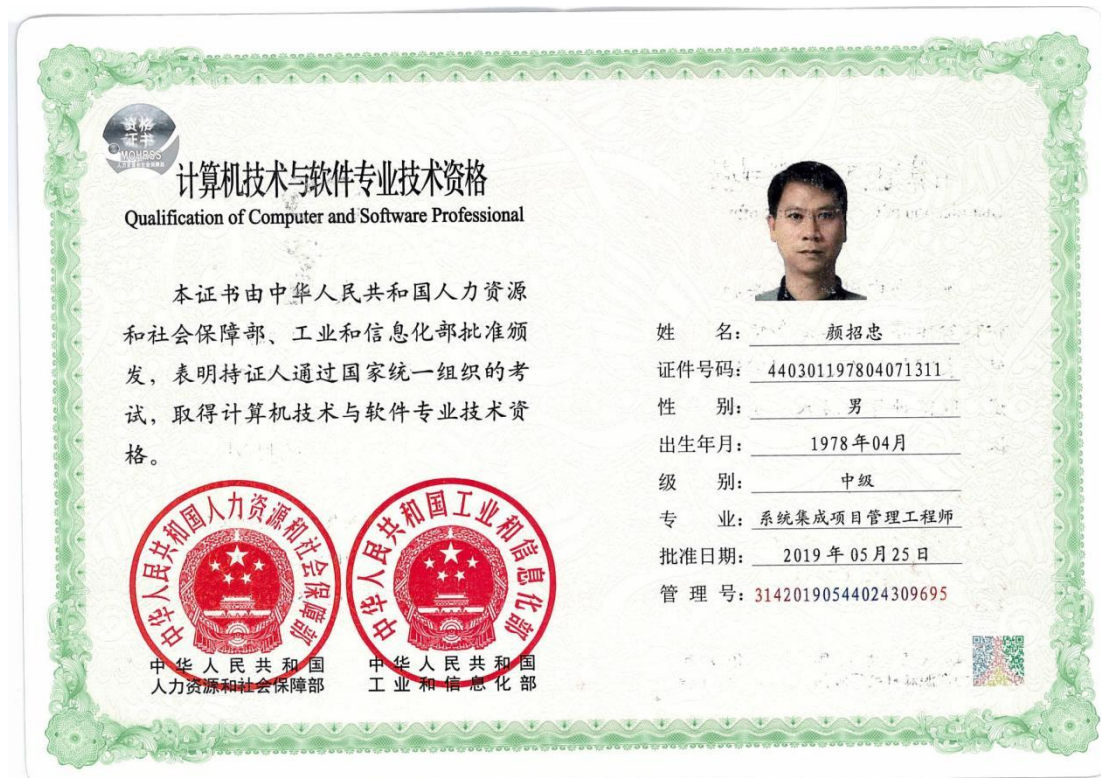 资格
证书
MOHRSS
计算机技术与软件专业技术资格
Qualification of Computer and Software Professional
本证书由中华人民共和国人力资源
和社会保障部、工业和信息化部批准颁
发，表明持证人通过国家统一组织的考
试，取得计算机技术与软件专业技术资
格。
中华人民共和国人力资源和社会保障部
中华人民共和国
人力资源和社会保障部
中华人民共和国工业和信息化部
中华人民共和国
工业和信息化部
姓 名： 颜招忠
证件号码： 440301197804071311
性 别： 男
出生年月： 1978年04月
级 别： 中级
专 业： 系统集成项目管理工程师
批准日期： 2019年05月25日
管 理 号： 31420190544024309695